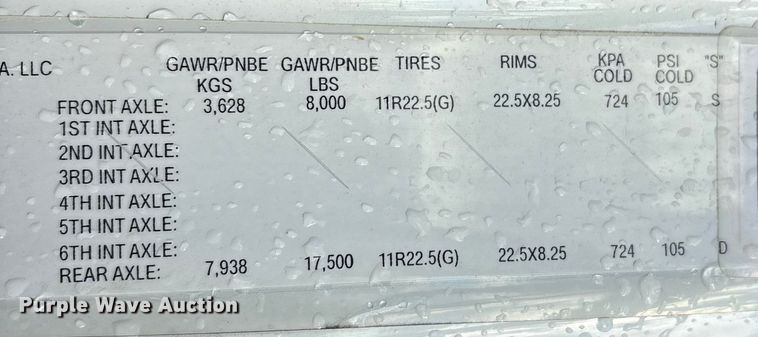 A. LLC GAWR/PNBE GAWR/PNBE TIRES RIMS KPA PSI "S"
KGS LBS COLD COLD
FRONT AXLE: 3,628 8,000 11R22.5(G) 22.5X8.25 724 105 S
1ST INT AXLE:
2ND INT AXLE:
3RD INT AXLE:
4TH INT AXLE:
5TH INT AXLE:
6TH INT AXLE:
REAR AXLE: 7,938 17,500 11R22.5(G) 22.5X8.25 724 105 D
Purple Wave Auction